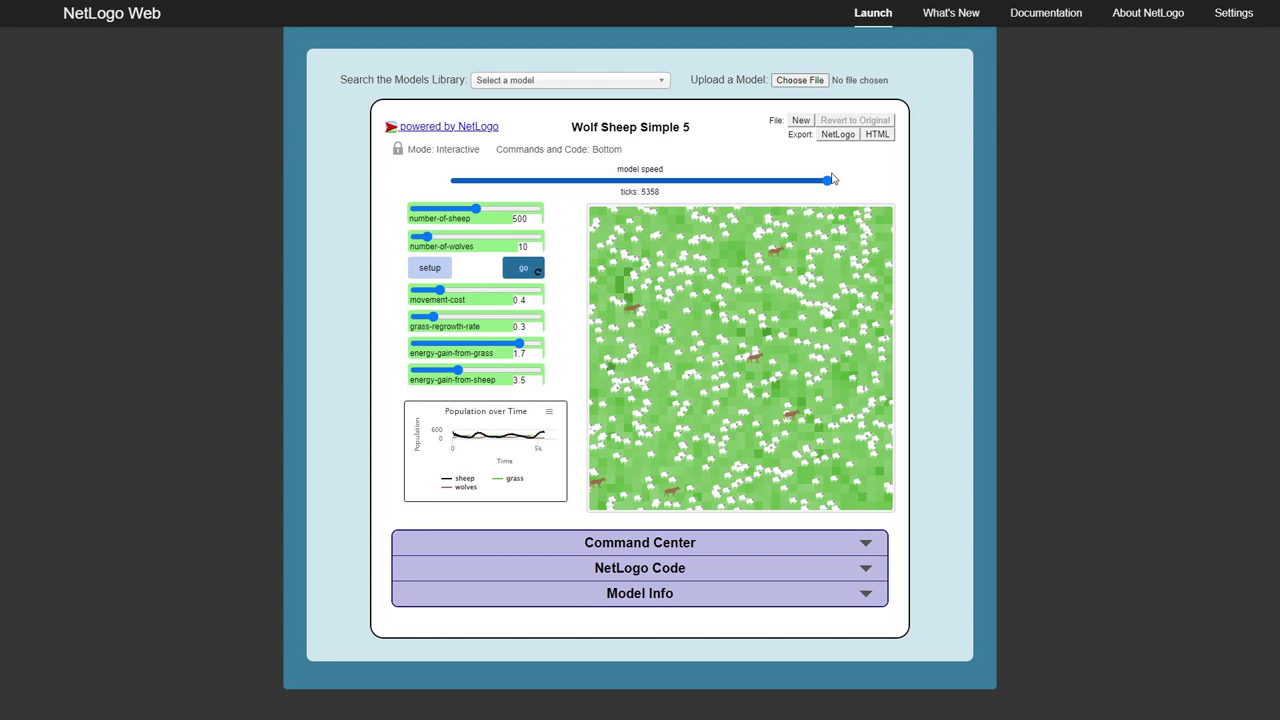 NetLogo Web
Launch What's New Documentation About NetLogo Settings
Search the Models Library: Select a model Upload a Model: Choose File No file chosen
powered by NetLogo
Wolf Sheep Simple 5
File: New Revert to Original
Export: NetLogo HTML
Mode: Interactive Commands and Code: Bottom
model speed
ticks: 5358
number-of-sheep 500
number-of-wolves 10
setup go
movement-cost 0.4
grass-regrowth-rate 0.3
energy-gain-from-grass 1.7
energy-gain-from-sheep 3.5
Population over Time
Population
600
0
0 5k
Time
sheep grass
wolves
Command Center
NetLogo Code
Model Info